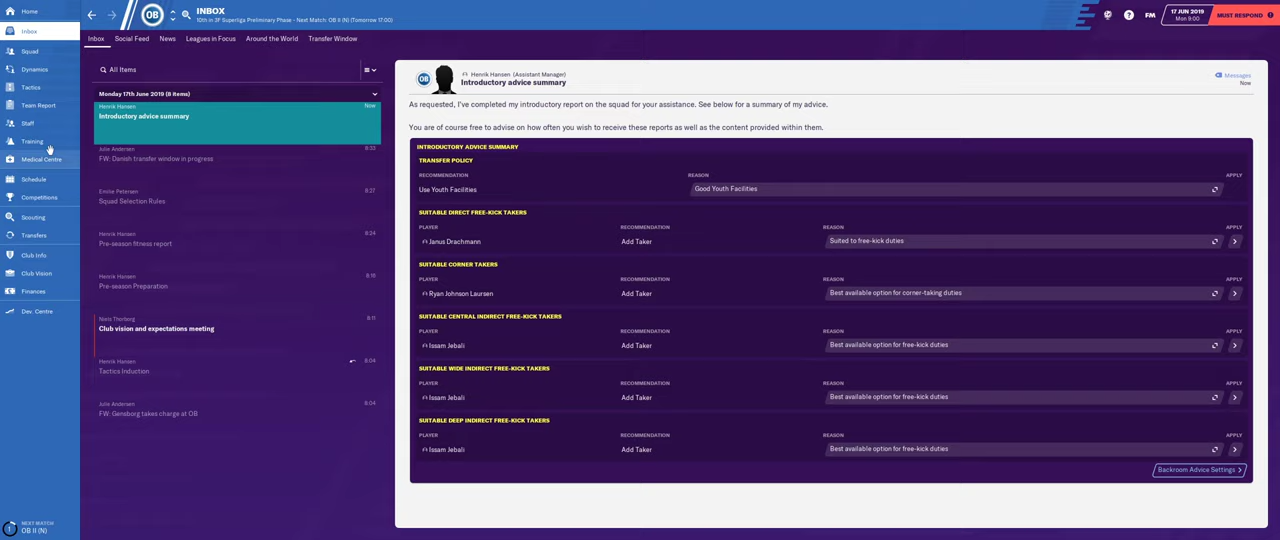 Home
Inbox
Squad
Dynamics
Tactics
Team Report
Staff
Training
Medical Centre
Schedule
Competitions
Scouting
Transfers
Club Info
Club Vision
Finances
Dev. Centre
1
NEXT MATCH
OB II (N)
OB
INBOX
10th in 3F Superliga Preliminary Phase - Next Match: OB II (N) (Tomorrow 17:00)
?
FM
17 JUN 2019
Mon 9:00
MUST RESPOND
Inbox Social Feed News Leagues in Focus Around the World Transfer Window
All Items
Monday 17th June 2019 (8 items)
Henrik Hansen Now
Introductory advice summary
Julie Andersen 8:33
FW: Danish transfer window in progress
Emilie Petersen 8:27
Squad Selection Rules
Henrik Hansen 8:24
Pre-season fitness report
Henrik Hansen 8:16
Pre-season Preparation
Niels Thorborg 8:11
Club vision and expectations meeting
Henrik Hansen 8:04
Tactics Induction
Julie Andersen 8:04
FW: Gensborg takes charge at OB
OB
Henrik Hansen (Assistant Manager)
Introductory advice summary
Messages
Now
As requested, I've completed my introductory report on the squad for your assistance. See below for a summary of my advice.
You are of course free to advise on how often you wish to receive these reports as well as the content provided within them.
INTRODUCTORY ADVICE SUMMARY
TRANSFER POLICY
RECOMMENDATION REASON APPLY
Use Youth Facilities Good Youth Facilities
SUITABLE DIRECT FREE-KICK TAKERS
PLAYER RECOMMENDATION REASON APPLY
Janus Drachmann Add Taker Suited to free-kick duties
SUITABLE CORNER TAKERS
PLAYER RECOMMENDATION REASON APPLY
Ryan Johnson Laursen Add Taker Best available option for corner-taking duties
SUITABLE CENTRAL INDIRECT FREE-KICK TAKERS
PLAYER RECOMMENDATION REASON APPLY
Issam Jebali Add Taker Best available option for free-kick duties
SUITABLE WIDE INDIRECT FREE-KICK TAKERS
PLAYER RECOMMENDATION REASON APPLY
Issam Jebali Add Taker Best available option for free-kick duties
SUITABLE DEEP INDIRECT FREE-KICK TAKERS
PLAYER RECOMMENDATION REASON APPLY
Issam Jebali Add Taker Best available option for free-kick duties
Backroom Advice Settings